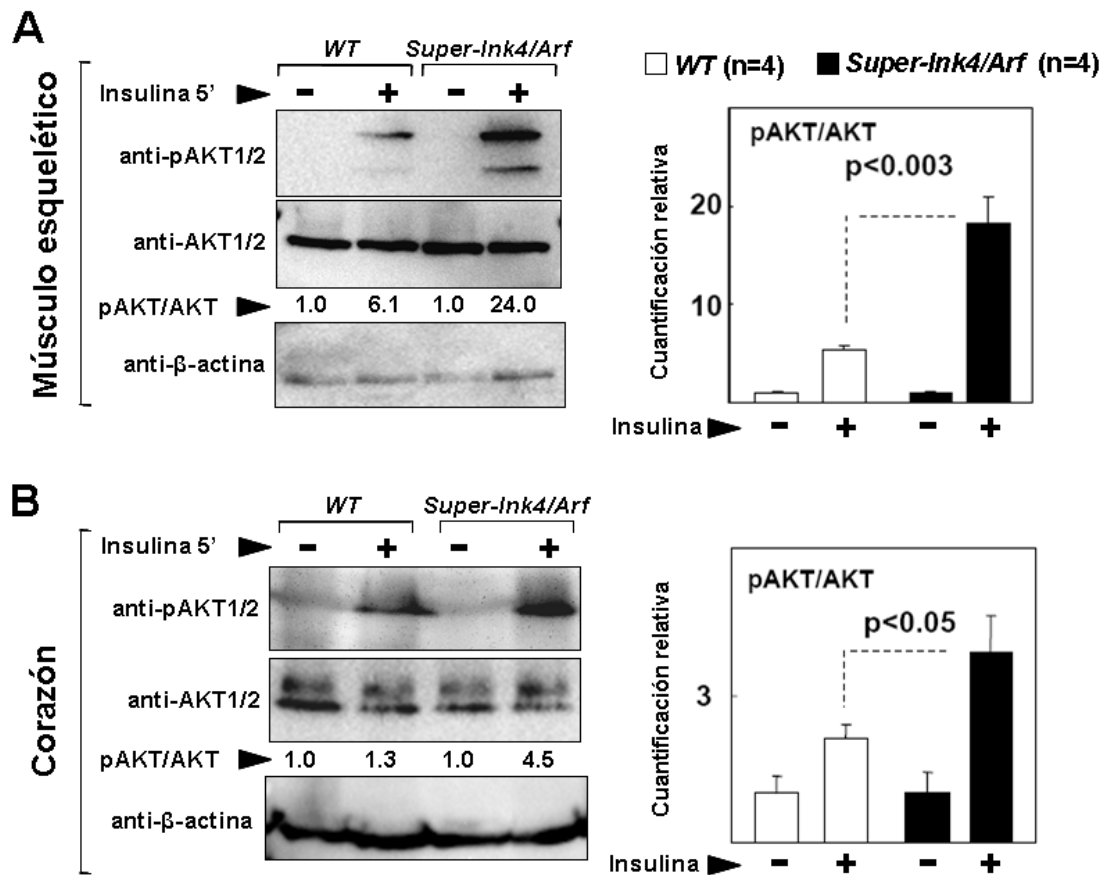 A
WT Super-Ink4/Arf
Insulina 5’ - + - +
anti-pAKT1/2
anti-AKT1/2
pAKT/AKT 1.0 6.1 1.0 24.0
anti-β-actina
Músculo esquelético
WT (n=4) Super-Ink4/Arf (n=4)
pAKT/AKT
p<0.003
20
10
Cuantificación relativa
Insulina - + - +
B
WT Super-Ink4/Arf
Insulina 5’ - + - +
anti-pAKT1/2
anti-AKT1/2
pAKT/AKT 1.0 1.3 1.0 4.5
anti-β-actina
Corazón
pAKT/AKT
p<0.05
3
Cuantificación relativa
Insulina - + - +